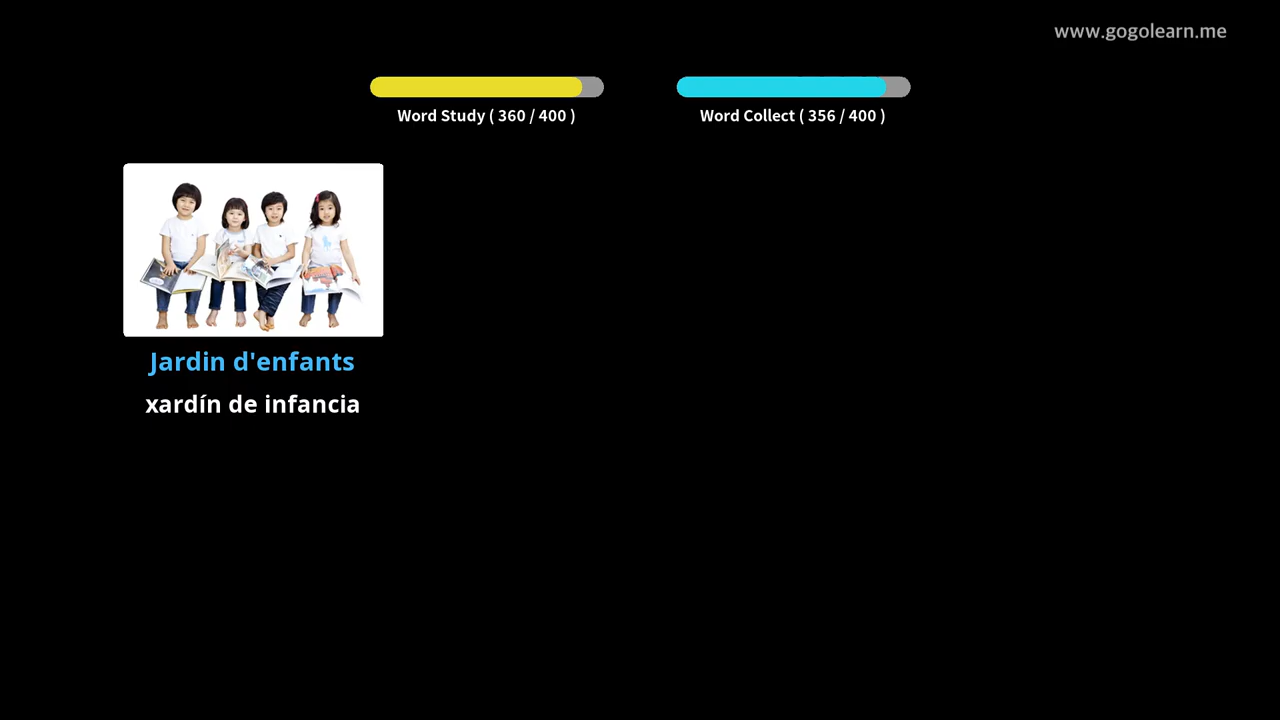 www.gogolearn.me
Word Study ( 360 / 400 )
Word Collect ( 356 / 400 )
Jardin d'enfants
xardín de infancia